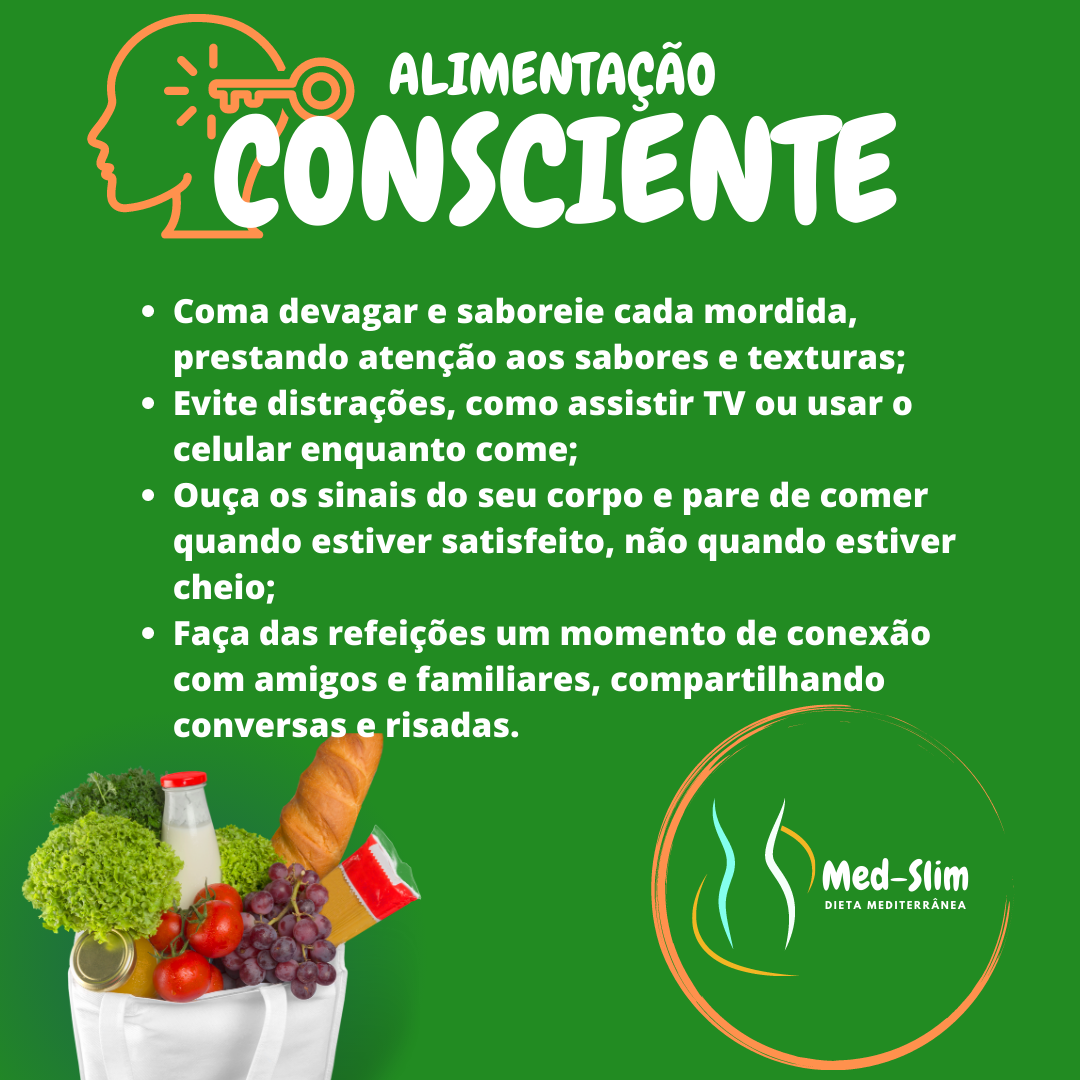 ALIMENTAÇÃO
CONSCIENTE
• Coma devagar e saboreie cada mordida,
prestando atenção aos sabores e texturas;
• Evite distrações, como assistir TV ou usar o
celular enquanto come;
• Ouça os sinais do seu corpo e pare de comer
quando estiver satisfeito, não quando estiver
cheio;
• Faça das refeições um momento de conexão
com amigos e familiares, compartilhando
conversas e risadas.
Med-Slim
DIETA MEDITERRÂNEA